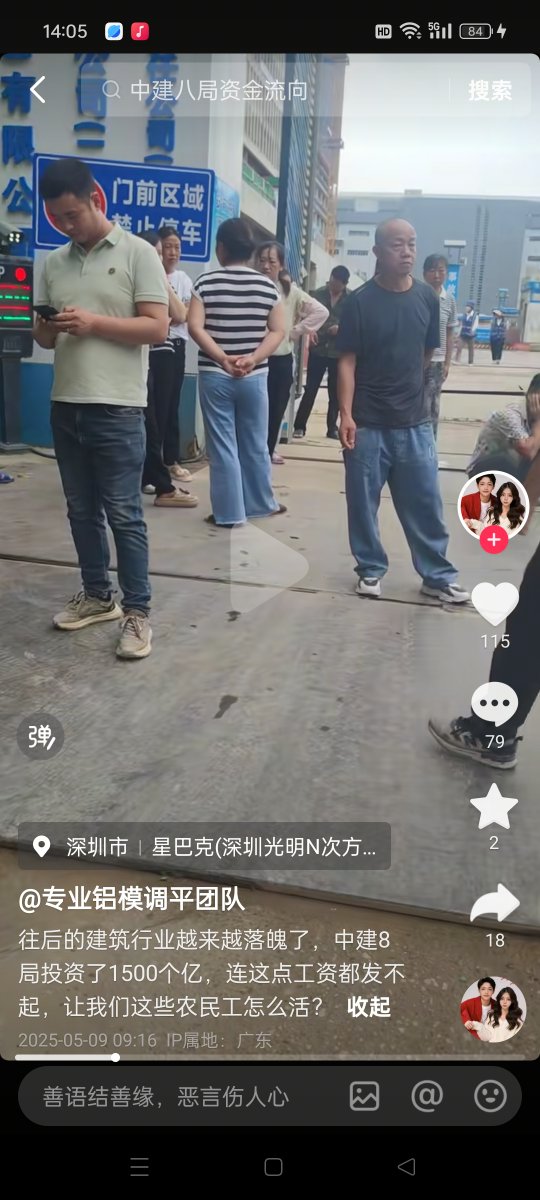 14:05
HD
5G
84
中建八局资金流向
搜索
有限公
公司二
公司
门前区域
禁止停车
P
115
弹
79
深圳市
星巴克(深圳光明N次方...
2
@专业铝模调平团队
往后的建筑行业越来越落魄了，中建8
局投资了1500个亿，连这点工资都发不
起，让我们这些农民工怎么活？ 收起
18
2025-05-09 09:16 IP属地：广东
善语结善缘，恶言伤人心
@